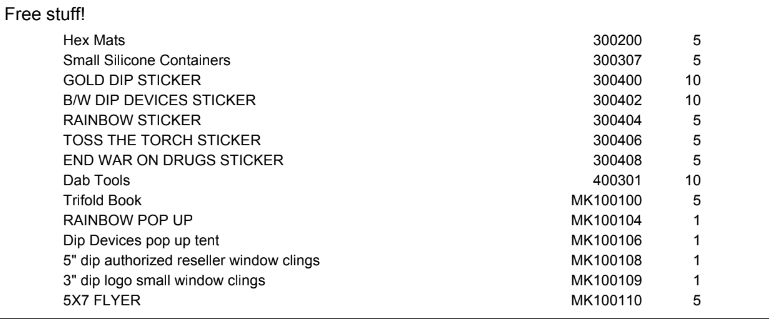 Free stuff!
Hex Mats 300200 5
Small Silicone Containers 300307 5
GOLD DIP STICKER 300400 10
B/W DIP DEVICES STICKER 300402 10
RAINBOW STICKER 300404 5
TOSS THE TORCH STICKER 300406 5
END WAR ON DRUGS STICKER 300408 5
Dab Tools 400301 10
Trifold Book MK100100 5
RAINBOW POP UP MK100104 1
Dip Devices pop up tent MK100106 1
5" dip authorized reseller window clings MK100108 1
3" dip logo small window clings MK100109 1
5X7 FLYER MK100110 5